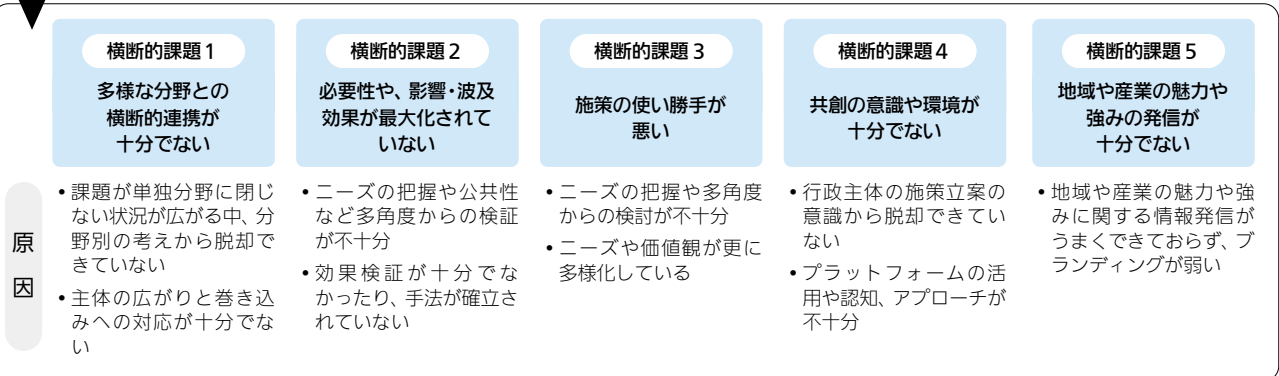 横断的課題1
多様な分野との
横断的連携が
十分でない
横断的課題2
必要性や、影響・波及
効果が最大化されて
いない
横断的課題3
施策の使い勝手が
悪い
横断的課題4
共創の意識や環境が
十分でない
横断的課題5
地域や産業の魅力や
強みの発信が
十分でない
原因
•課題が単独分野に閉じ
ない状況が広がる中、分
野別の考えから脱却で
きていない
•主体の広がりと巻き込
みへの対応が十分でな
い
•ニーズの把握や公共性
など多角度からの検証
が不十分
•効果検証が十分でな
かったり、手法が確立さ
れていない
•ニーズの把握や多角度
からの検討が不十分
•ニーズや価値観が更に
多様化している
•行政主体の施策立案の
意識から脱却できてい
ない
•プラットフォームの活
用や認知、アプローチが
不十分
•地域や産業の魅力や強
みに関する情報発信が
うまくできておらず、ブ
ランディングが弱い